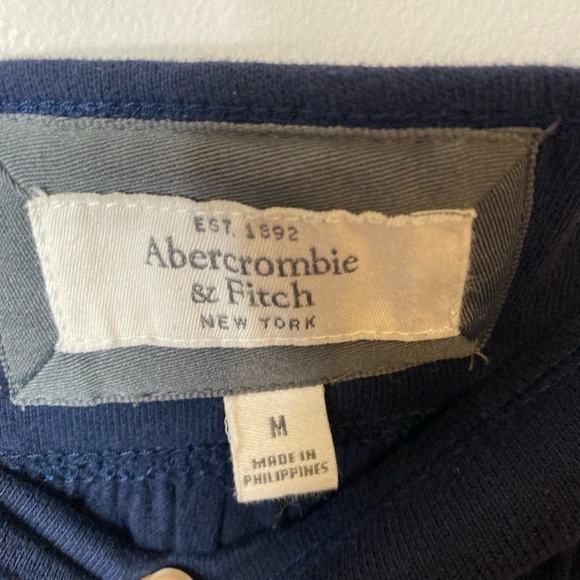 EST. 1892
Abercrombie
& Fitch
NEW YORK
M
MADE IN
PHILIPPINES